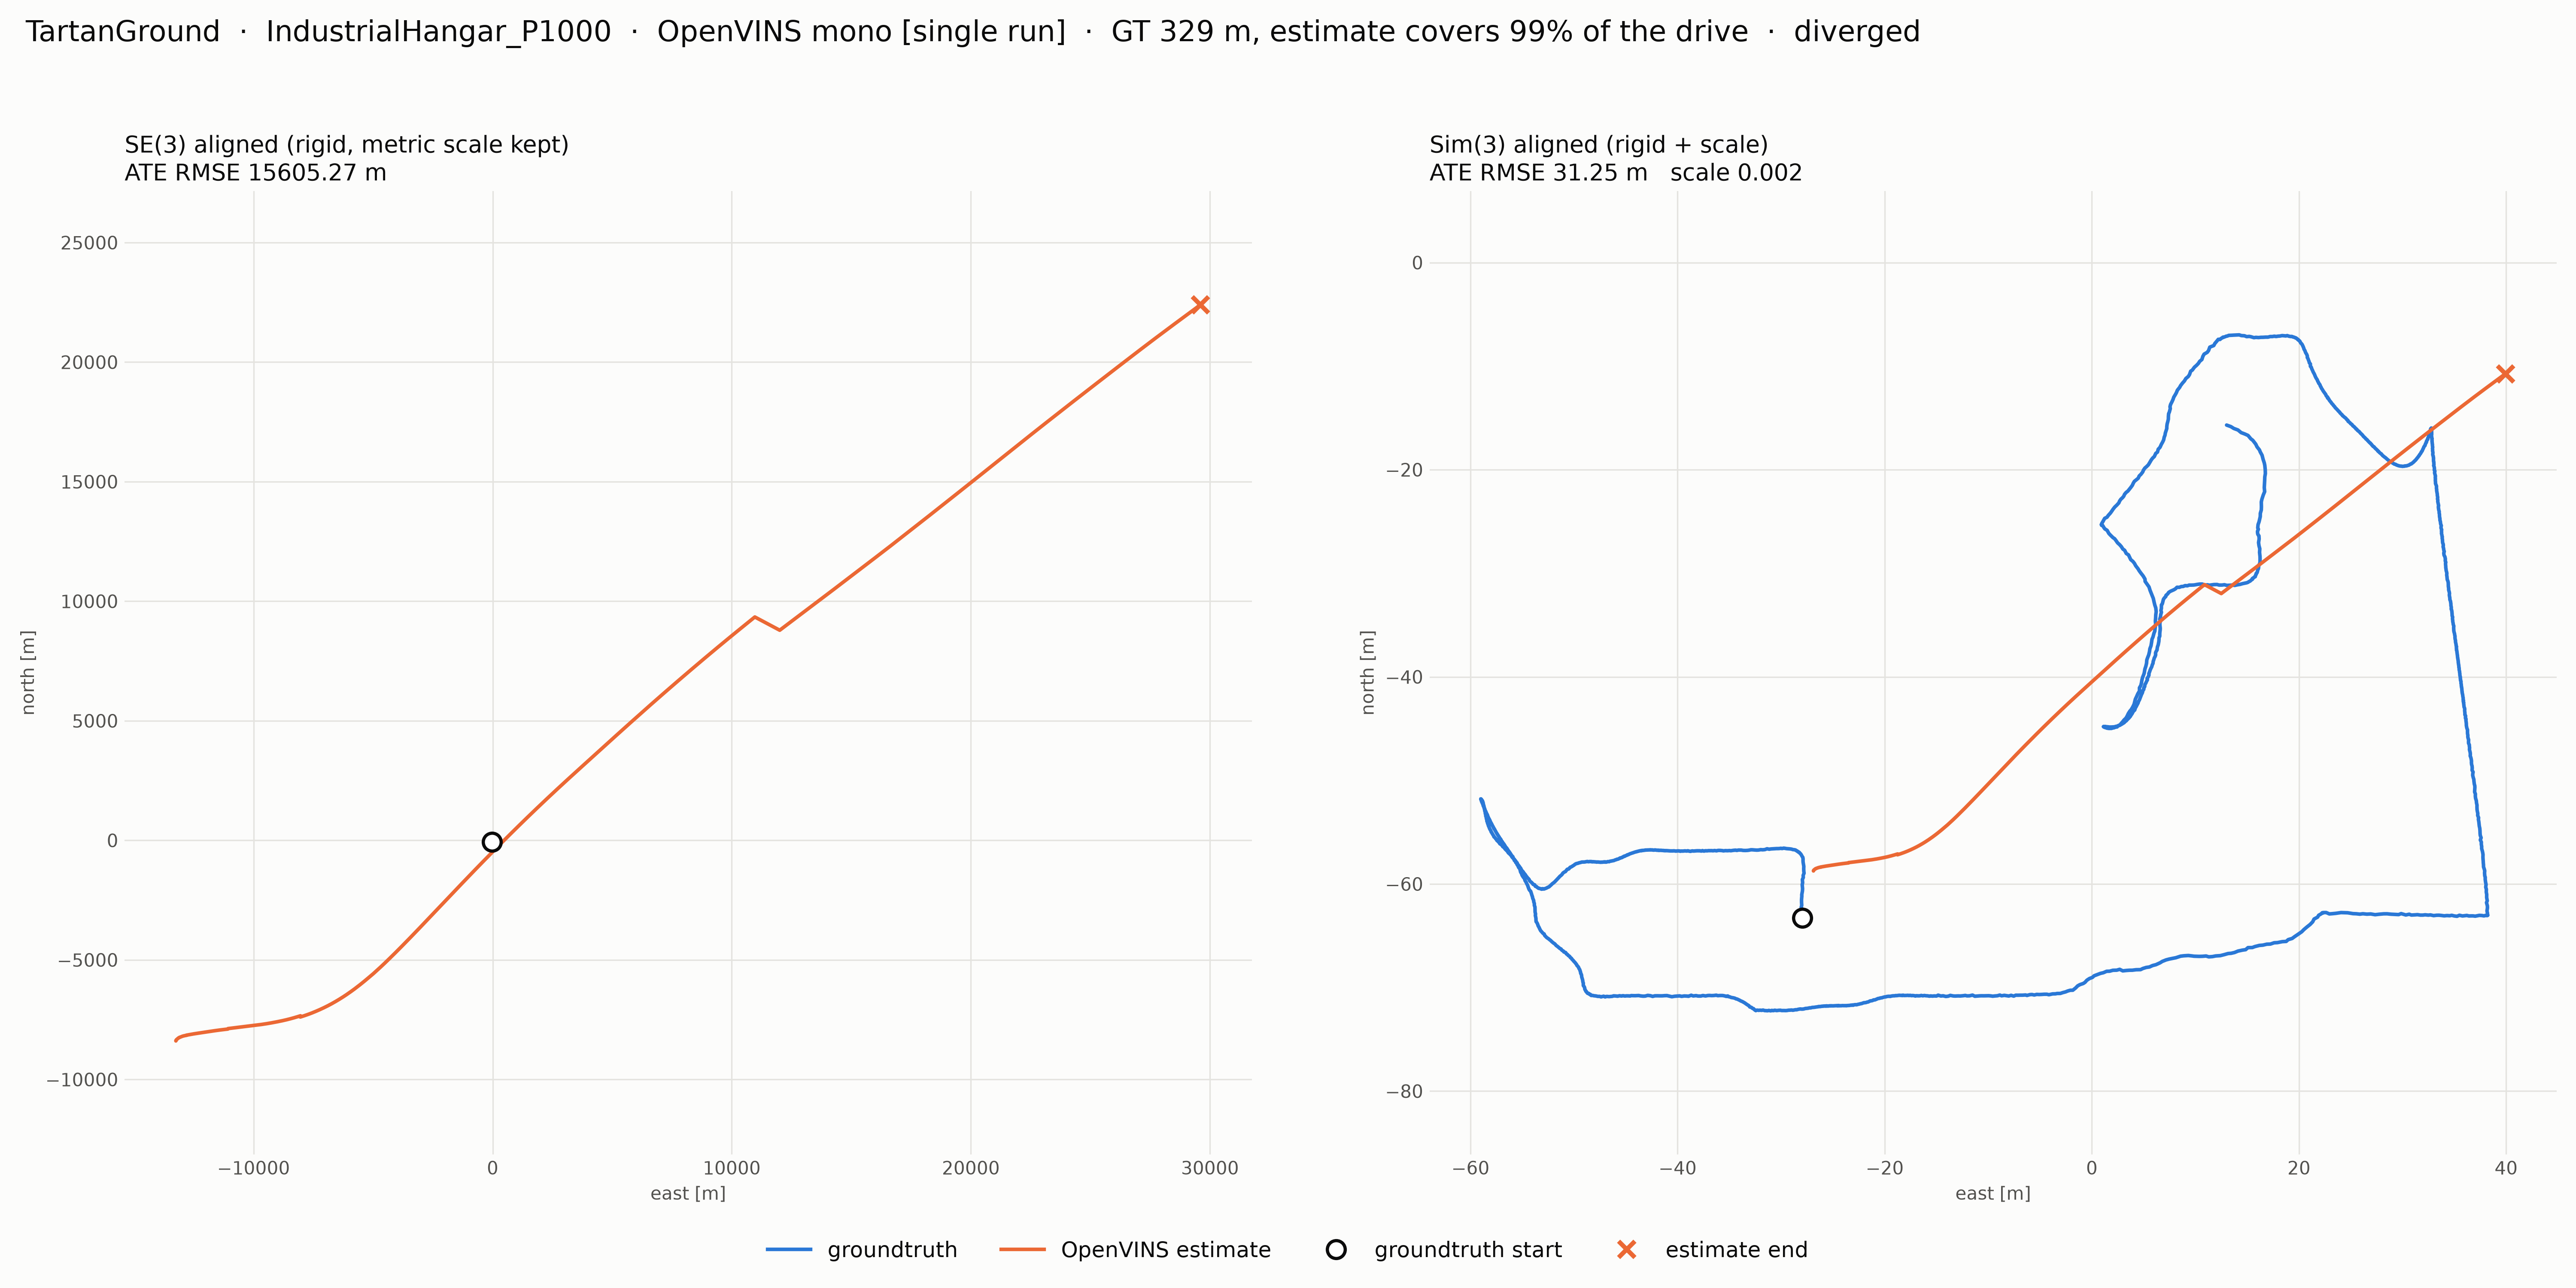 TartanGround · IndustrialHangar_P1000 · OpenVINS mono [single run] · GT 329 m, estimate covers 99% of the drive · diverged
SE(3) aligned (rigid, metric scale kept)
ATE RMSE 15605.27 m
25000
20000
15000
10000
5000
0
−5000
−10000
north [m]
−10000
0
10000
20000
30000
east [m]
Sim(3) aligned (rigid + scale)
ATE RMSE 31.25 m   scale 0.002
0
−20
−40
−60
−80
north [m]
−60
−40
−20
0
20
40
east [m]
groundtruth
OpenVINS estimate
groundtruth start
estimate end